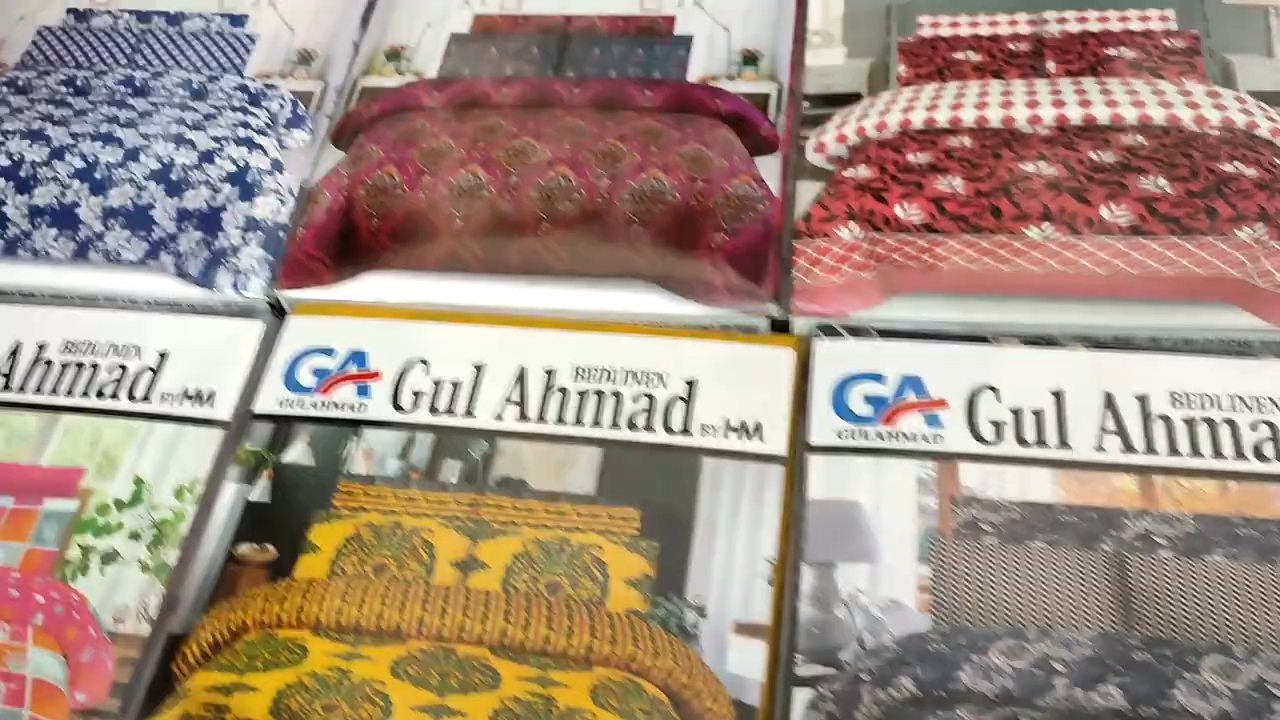 BEDLINEN
Ahmad BY HM
GA
GULAHMAD
BEDLINEN
Gul Ahmad BY HM
GA
GULAHMAD
BEDLINEN
Gul Ahma